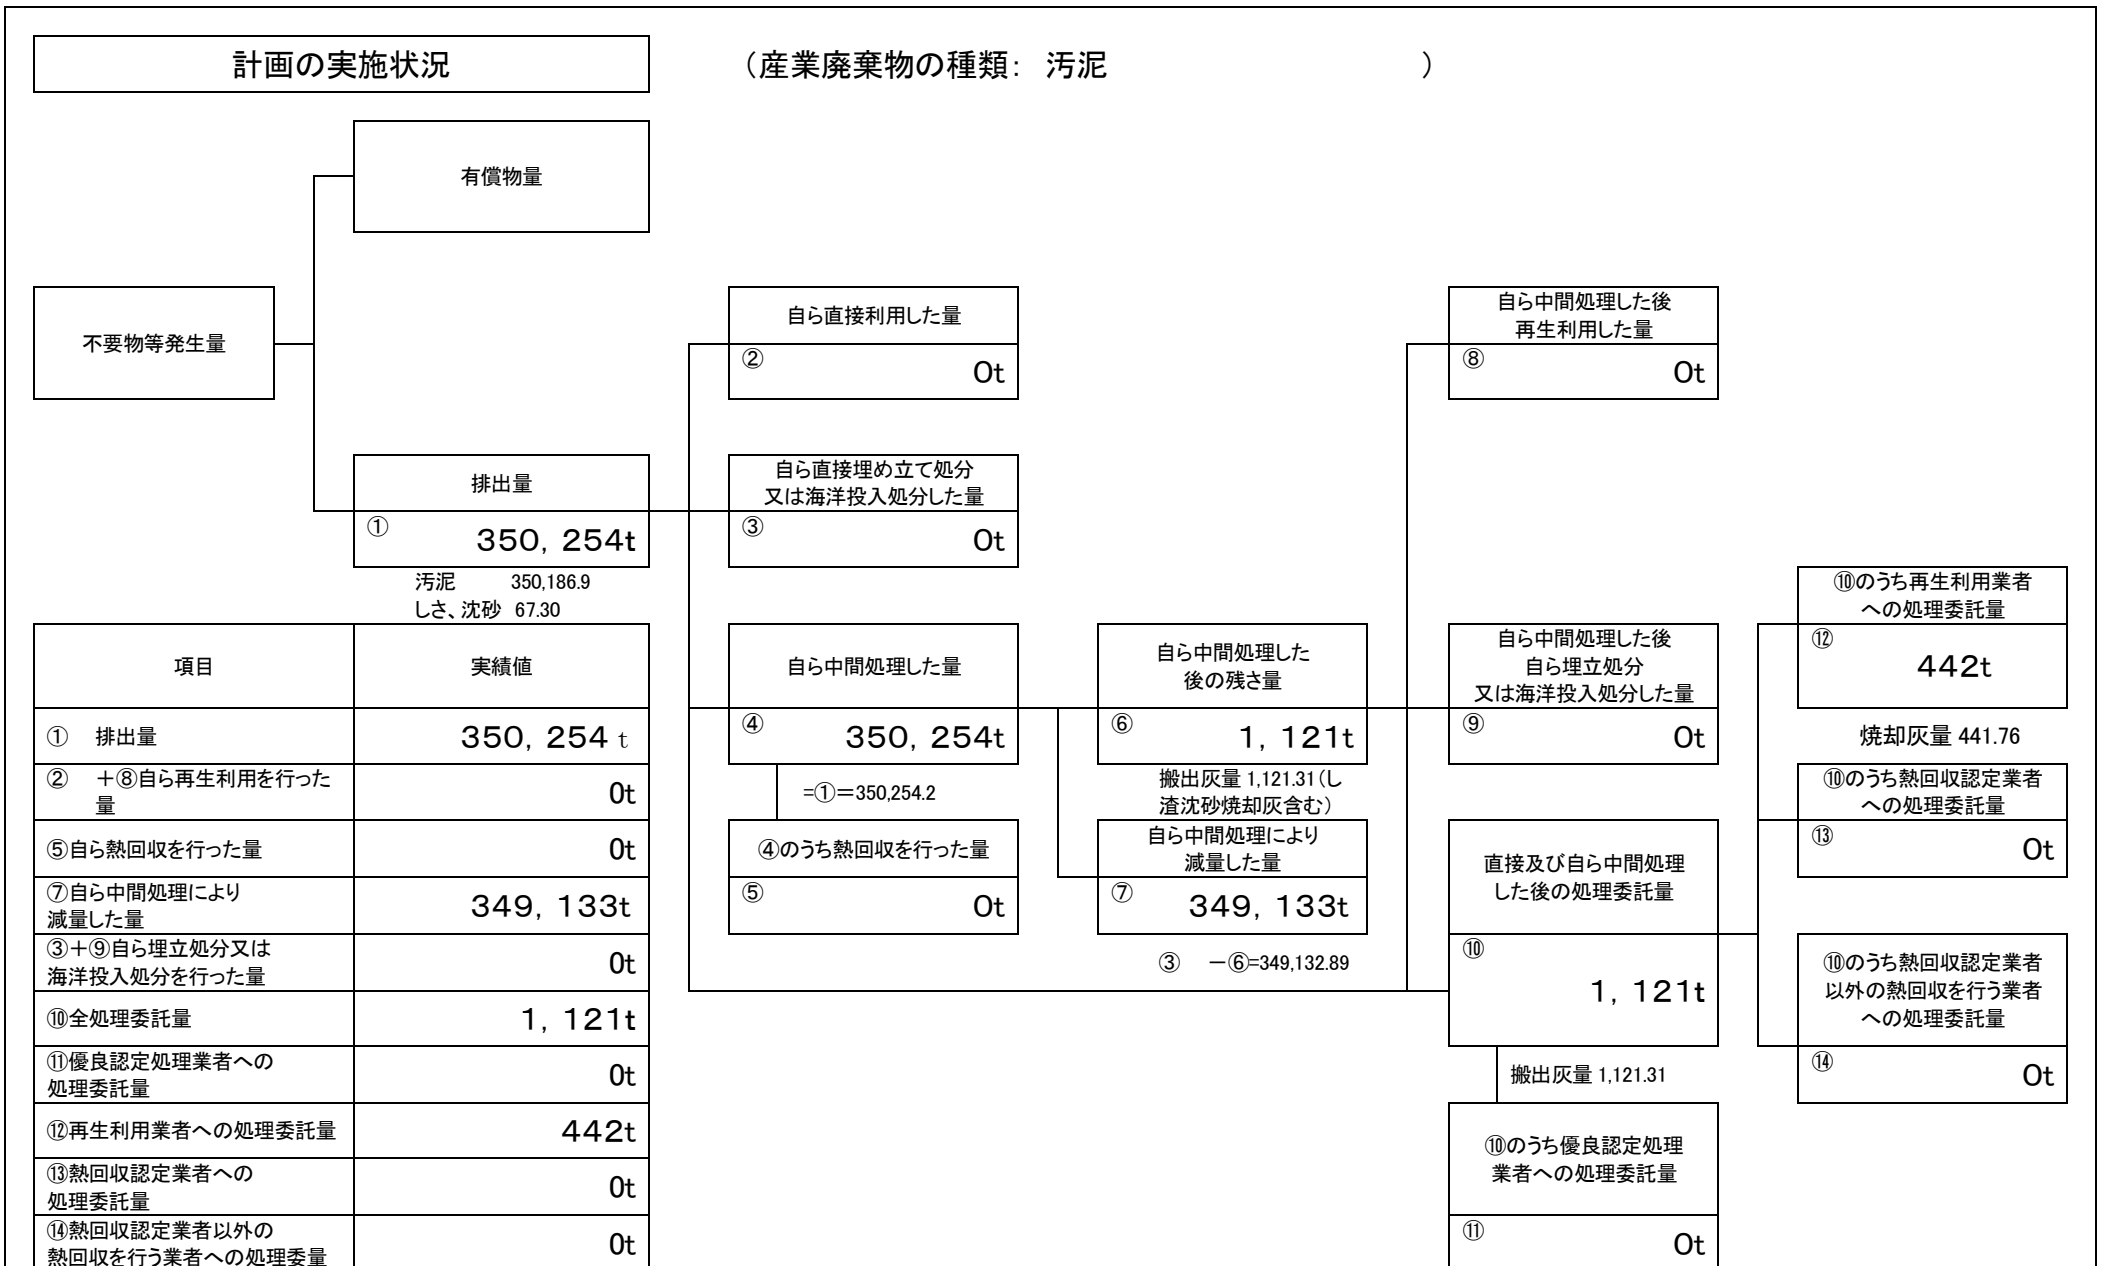 計画の実施状況
（産業廃棄物の種類： 汚泥 ）
有償物量
不要物等発生量
自ら直接利用した量
② 0t
自ら中間処理した後
再生利用した量
⑧ 0t
排出量
① 350，254t
汚泥 350,186.9
しさ、沈砂 67.30
自ら直接埋め立て処分
又は海洋投入処分した量
③ 0t
自ら中間処理した量
④ 350，254t
=①＝350,254.2
④のうち熱回収を行った量
⑤ 0t
自ら中間処理した
後の残さ量
⑥ 1，121t
搬出灰量 1,121.31（し
渣沈砂焼却灰含む）
自ら中間処理により
減量した量
⑦ 349，133t
③ －⑥=349,132.89
自ら中間処理した後
自ら埋立処分
又は海洋投入処分した量
⑨ 0t
直接及び自ら中間処理
した後の処理委託量
⑩
1，121t
搬出灰量 1,121.31
⑩のうち優良認定処理
業者への処理委託量
⑪ 0t
⑩のうち再生利用業者
への処理委託量
⑫
442t
焼却灰量 441.76
⑩のうち熱回収認定業者
への処理委託量
⑬ 0t
⑩のうち熱回収認定業者
以外の熱回収を行う業者
への処理委託量
⑭ 0t
項目 実績値
① 排出量 350，254 t
② ＋⑧自ら再生利用を行った
量 0t
⑤自ら熱回収を行った量 0t
⑦自ら中間処理により
減量した量 349，133t
③＋⑨自ら埋立処分又は
海洋投入処分を行った量 0t
⑩全処理委託量 1，121t
⑪優良認定処理業者への
処理委託量 0t
⑫再生利用業者への処理委託量 442t
⑬熱回収認定業者への
処理委託量 0t
⑭熱回収認定業者以外の
熱回収を行う業者への処理委量 0t